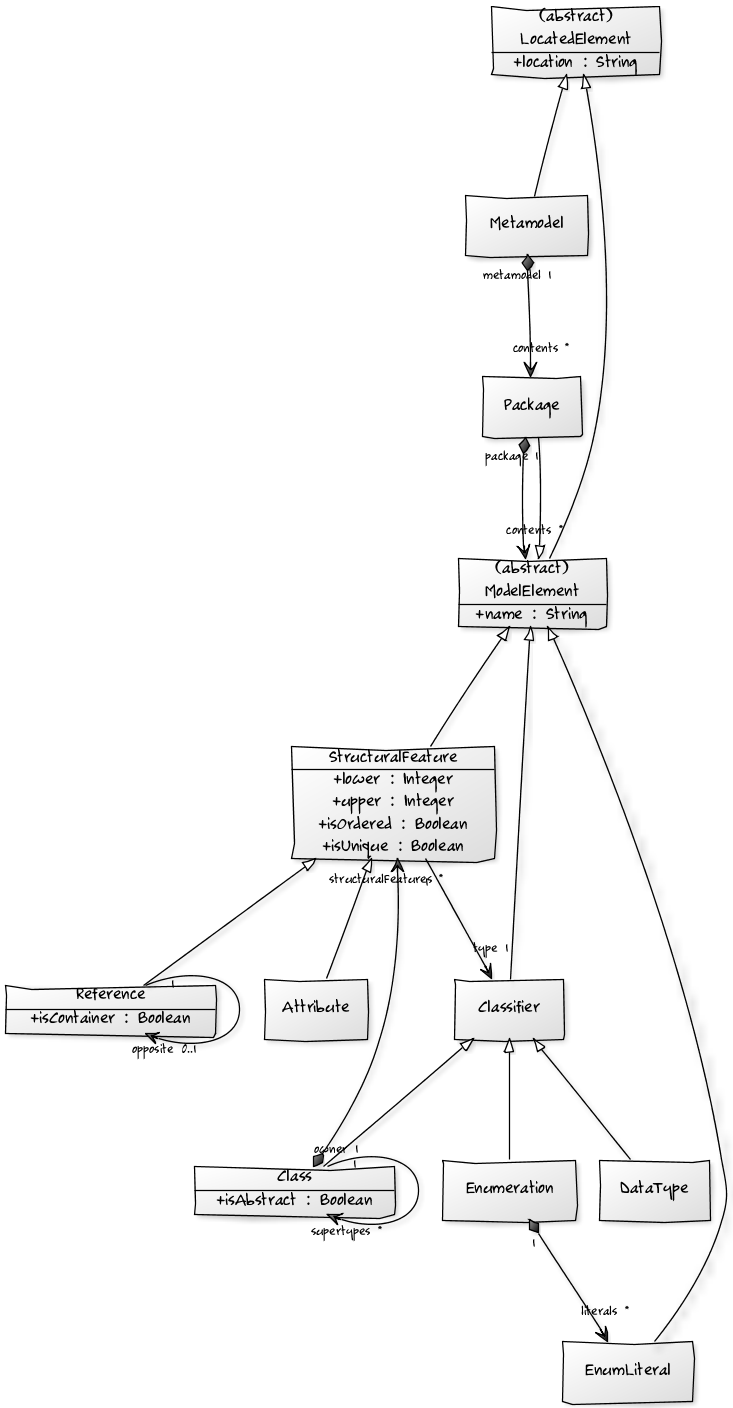 (abstract)
LocatedElement
+location : String
Metamodel
metamodel 1
contents *
Package
package 1
contents *
(abstract)
ModelElement
+name : String
StructuralFeature
+lower : Integer
+upper : Integer
+isOrdered : Boolean
+isUnique : Boolean
structuralFeatures *
type 1
1
Reference
+isContainer : Boolean
opposite 0..1
Attribute
Classifier
owner 1
1
Class
+isAbstract : Boolean
supertypes *
Enumeration
DataType
1
literals *
EnumLiteral